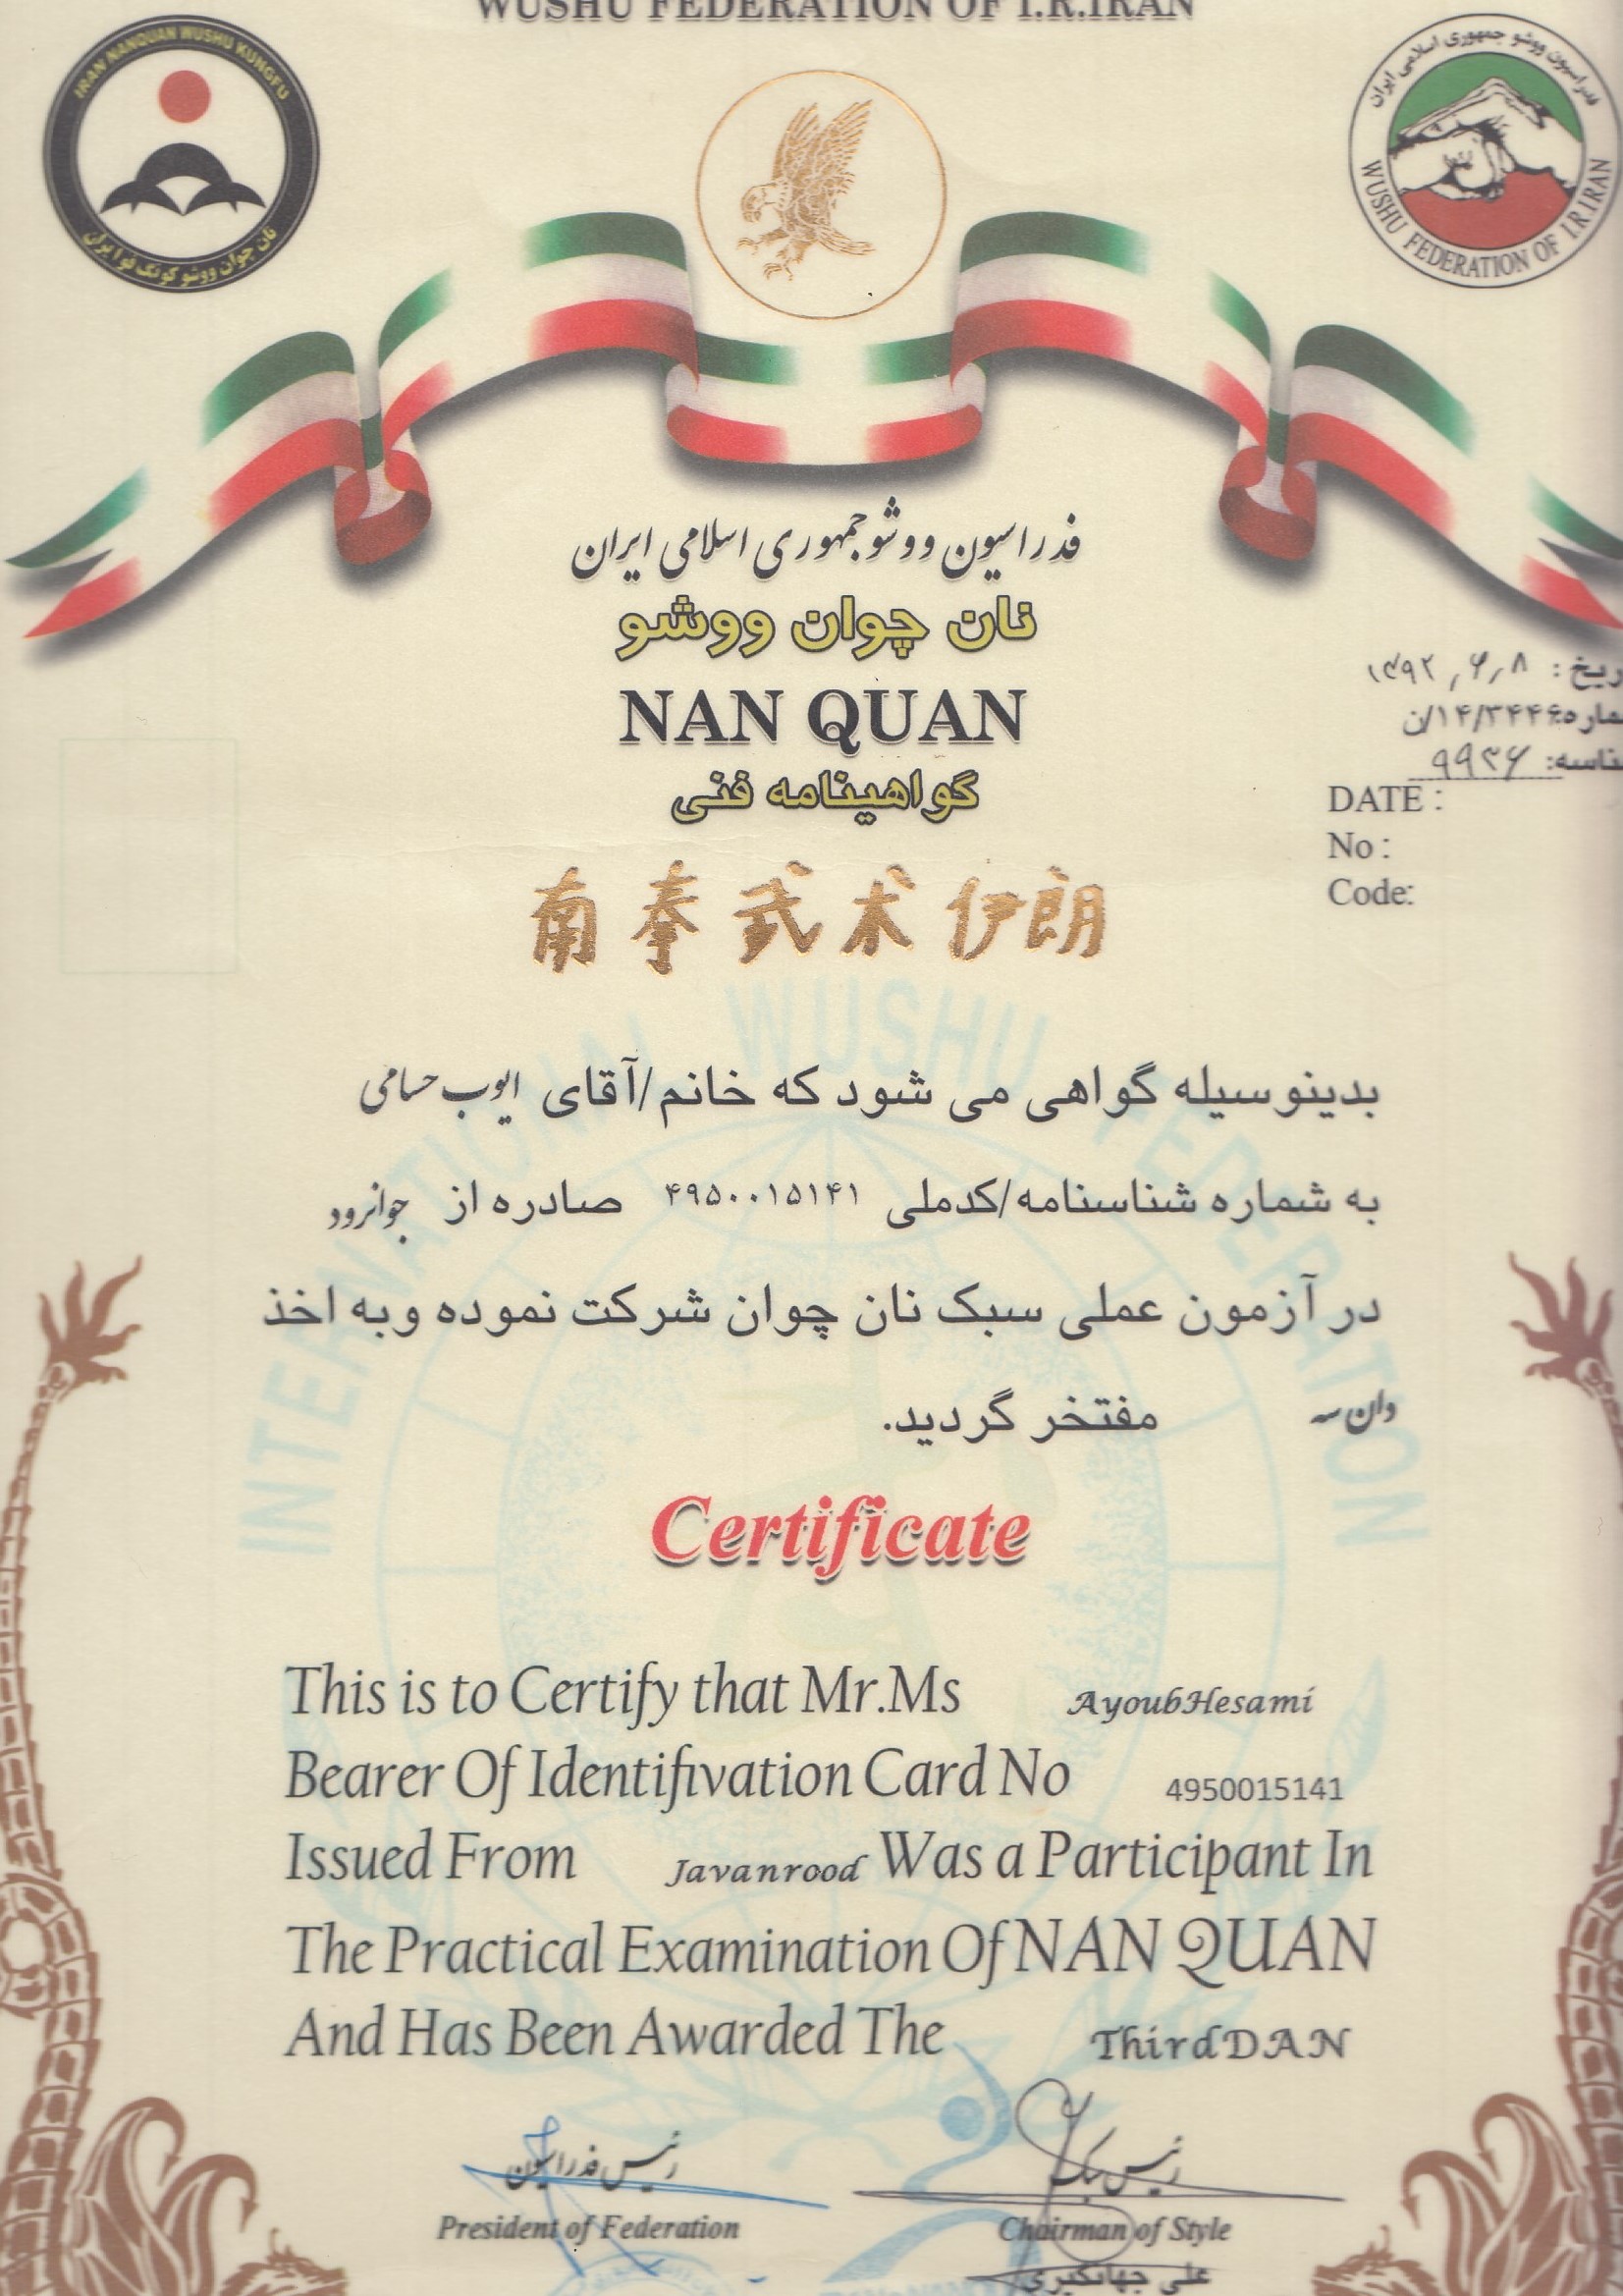 WUSHU FEDERATION OF I.R.IRAN
IRAN NANQUAN WUSHU KUNGFU
نان چوان ووشو کونگ فو ایران
فدراسیون ووشو جمهوری اسلامی ایران
WUSHU FEDERATION OF I.R.IRAN
فدراسیون ووشو جمهوری اسلامی ایران
نان چوان ووشو
NAN QUAN
گواهینامه فنی
ریخ : ۱۳۹۲,۶,۸
ماره: ن/۱۴/۳۴۴۶
ناسه: ۹۹۳۶
DATE :
No :
Code:
南拳武术伊朗
INTERNATIONAL WUSHU FEDERATION
بدینوسیله گواهی می شود که خانم/آقای ایوب حسامی
به شماره شناسنامه/کدملی ۴۹۵۰۰۱۵۱۴۱ صادره از جوانرود
در آزمون عملی سبک نان چوان شرکت نموده وبه اخذ
دان سه مفتخر گردید.
Certificate
This is to Certify that Mr.Ms AyoubHesami
Bearer Of Identifivation Card No 4950015141
Issued From Javanrood Was a Participant In
The Practical Examination Of NAN QUAN
And Has Been Awarded The ThirdDAN
رئیس فدراسیون
رئیس سبک
President of Federation
Chairman of Style
علی جهانگیری